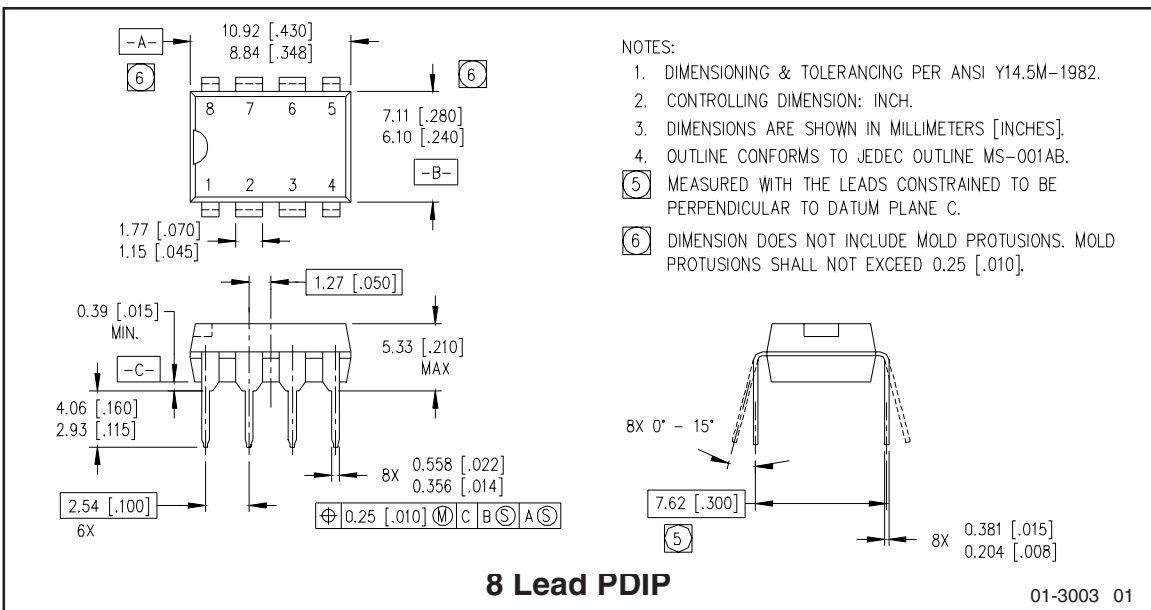 -A-
10.92 [.430]
8.84 [.348]
6
6
8 7 6 5
7.11 [.280]
6.10 [.240]
-B-
1 2 3 4
1.77 [.070]
1.15 [.045]
1.27 [.050]
0.39 [.015]
MIN.
-C-
5.33 [.210]
MAX
4.06 [.160]
2.93 [.115]
2.54 [.100]
6X
8X 0.558 [.022]
0.356 [.014]
⌖ 0.25 [.010] Ⓜ C B Ⓢ A Ⓢ
NOTES:
1. DIMENSIONING & TOLERANCING PER ANSI Y14.5M-1982.
2. CONTROLLING DIMENSION: INCH.
3. DIMENSIONS ARE SHOWN IN MILLIMETERS [INCHES].
4. OUTLINE CONFORMS TO JEDEC OUTLINE MS-001AB.
5 MEASURED WITH THE LEADS CONSTRAINED TO BE
PERPENDICULAR TO DATUM PLANE C.
6 DIMENSION DOES NOT INCLUDE MOLD PROTUSIONS. MOLD
PROTUSIONS SHALL NOT EXCEED 0.25 [.010].
8X 0° - 15°
7.62 [.300]
5
8X 0.381 [.015]
0.204 [.008]
8 Lead PDIP
01-3003 01